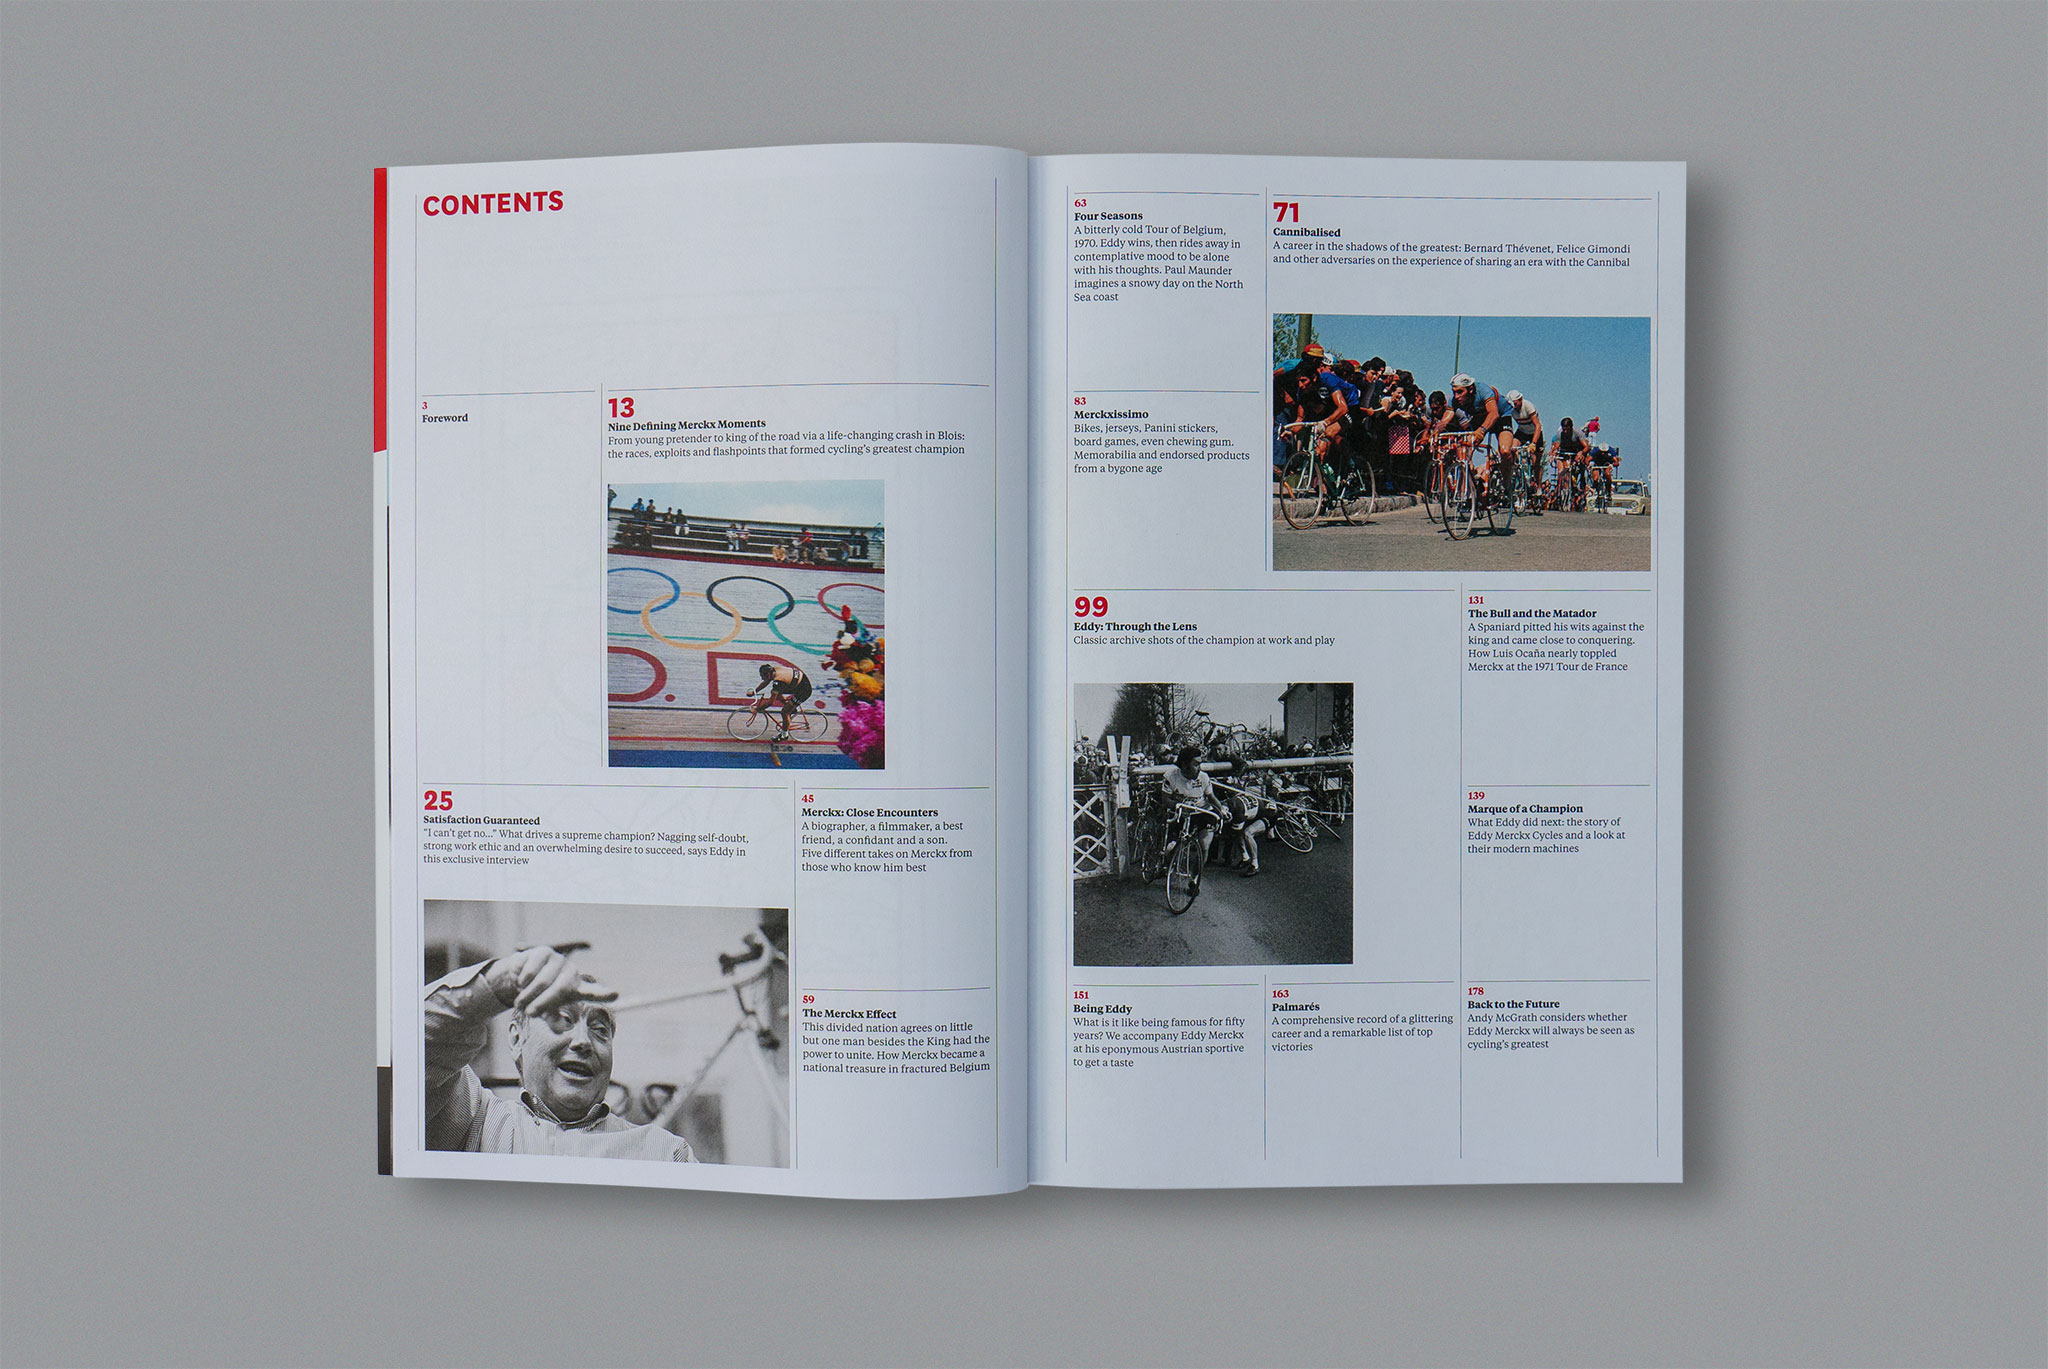 CONTENTS
3
Foreword
13
Nine Defining Merckx Moments
From young pretender to king of the road via a life-changing crash in Blois:
the races, exploits and flashpoints that formed cycling's greatest champion
O.D.
25
Satisfaction Guaranteed
“I can't get no...” What drives a supreme champion? Nagging self-doubt,
strong work ethic and an overwhelming desire to succeed, says Eddy in
this exclusive interview
45
Merckx: Close Encounters
A biographer, a filmmaker, a best
friend, a confidant and a son.
Five different takes on Merckx from
those who know him best
59
The Merckx Effect
This divided nation agrees on little
but one man besides the King had the
power to unite. How Merckx became a
national treasure in fractured Belgium
63
Four Seasons
A bitterly cold Tour of Belgium,
1970. Eddy wins, then rides away in
contemplative mood to be alone
with his thoughts. Paul Maunder
imagines a snowy day on the North
Sea coast
71
Cannibalised
A career in the shadows of the greatest: Bernard Thévenet, Felice Gimondi
and other adversaries on the experience of sharing an era with the Cannibal
83
Merckxissimo
Bikes, jerseys, Panini stickers,
board games, even chewing gum.
Memorabilia and endorsed products
from a bygone age
99
Eddy: Through the Lens
Classic archive shots of the champion at work and play
131
The Bull and the Matador
A Spaniard pitted his wits against the
king and came close to conquering.
How Luis Ocaña nearly toppled
Merckx at the 1971 Tour de France
139
Marque of a Champion
What Eddy did next: the story of
Eddy Merckx Cycles and a look at
their modern machines
151
Being Eddy
What is it like being famous for fifty
years? We accompany Eddy Merckx
at his eponymous Austrian sportive
to get a taste
163
Palmarés
A comprehensive record of a glittering
career and a remarkable list of top
victories
178
Back to the Future
Andy McGrath considers whether
Eddy Merckx will always be seen as
cycling's greatest